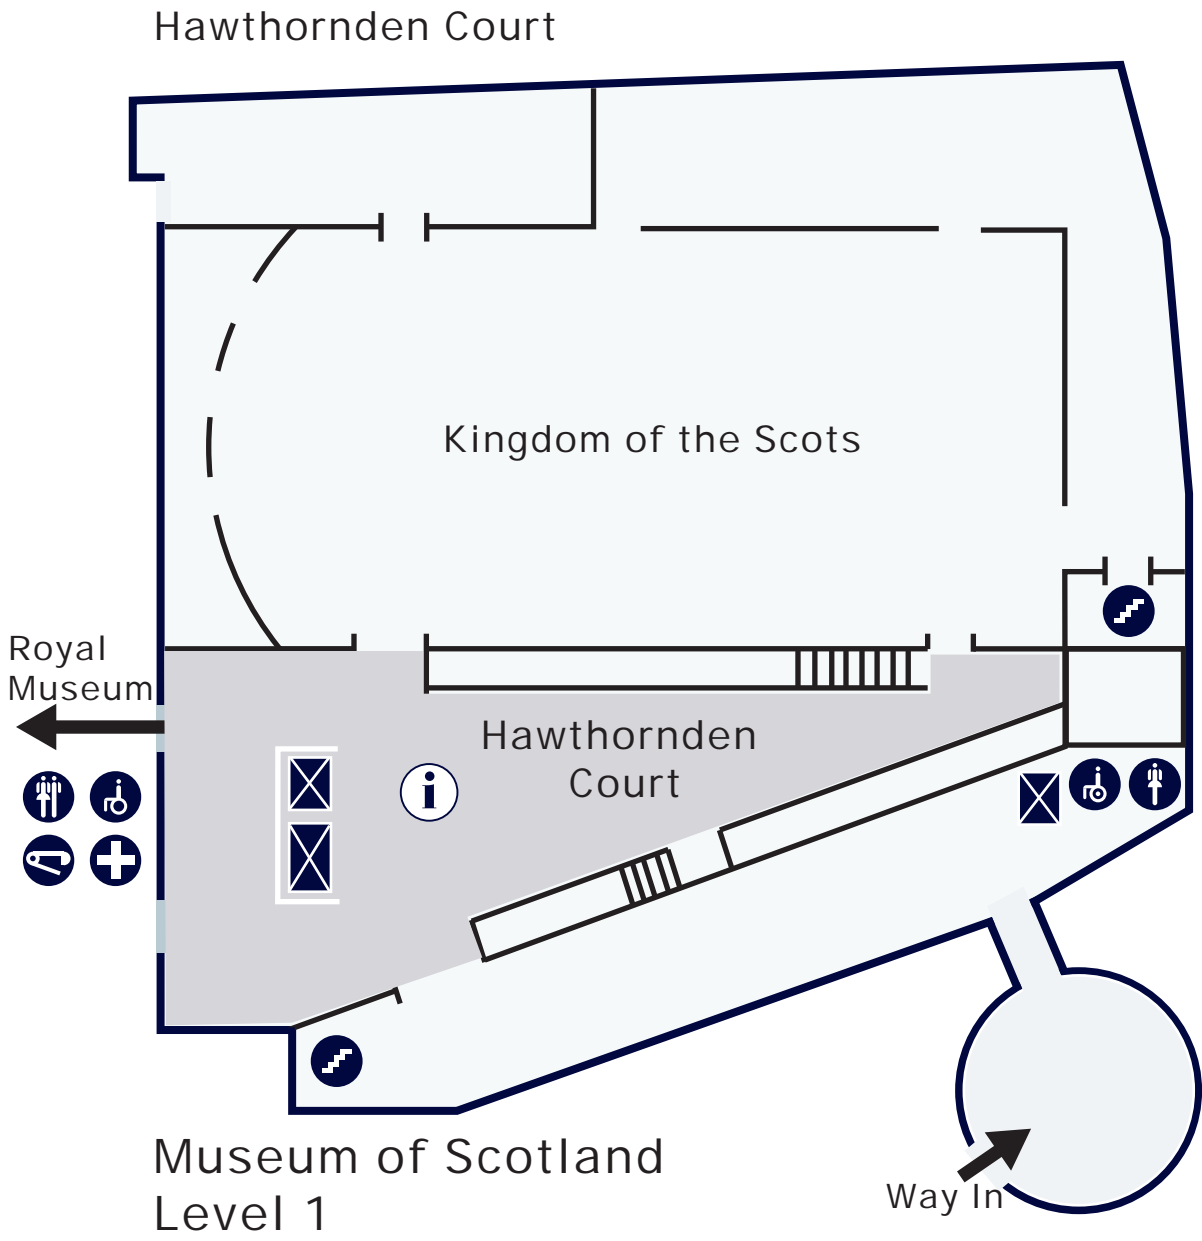 Hawthornden Court
Kingdom of the Scots
Royal
Museum
Hawthornden
Court
i
Way In
Museum of Scotland
Level 1